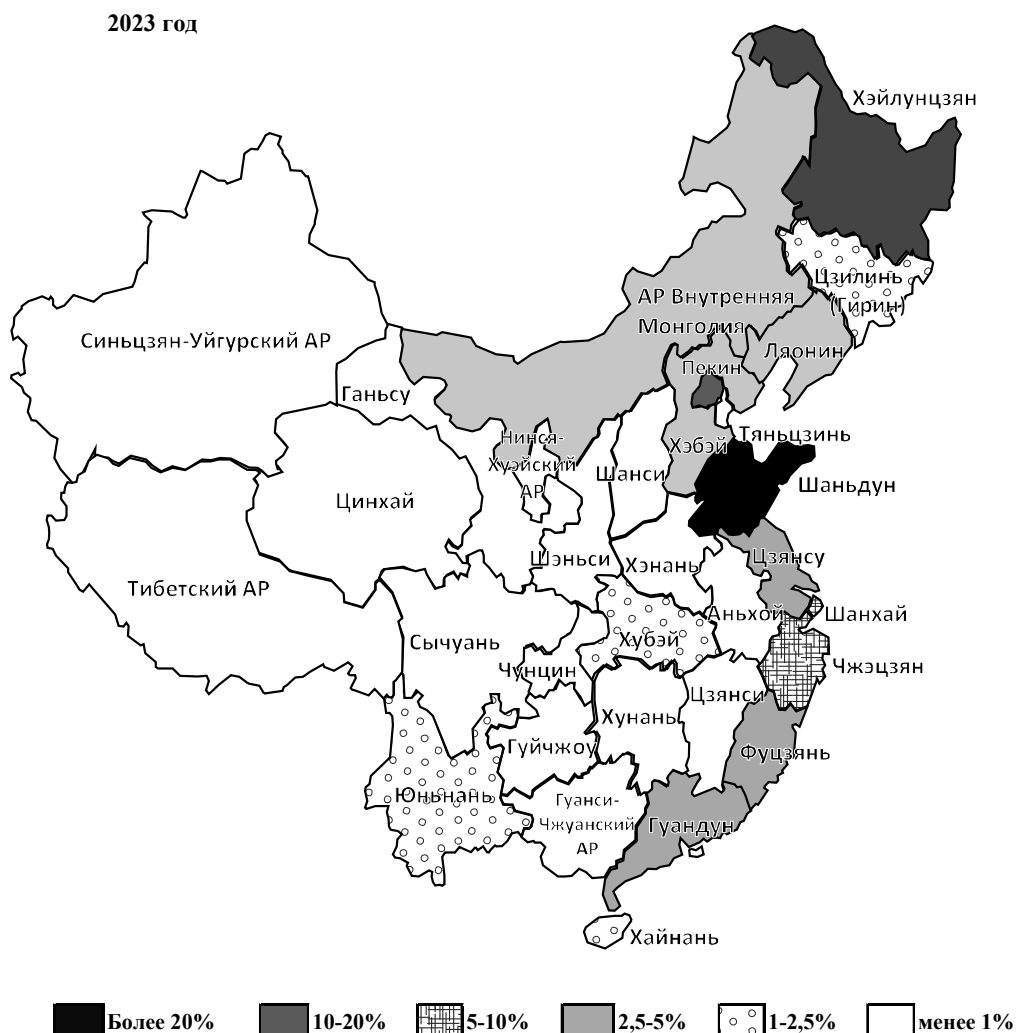 2023 год
Хэйлунцзян
Цзилинь
(Гирин)
АР Внутренняя
Монголия
Синьцзян-Уйгурский АР
Ляонин
Пекин
Ганьсу
Тяньцзинь
Нинся-
Хуэйский
АР
Хэбэй
Шанси
Шаньдун
Цинхай
Цзянсу
Шэньси
Хэнань
Тибетский АР
Аньхой
Шанхай
Сычуань
Хубэй
Чунцин
Чжэцзян
Цзянси
Хунань
Гуйчжоу
Фуцзянь
Юньнань
Гуанси-
Чжуанский
АР
Гуандун
Хайнань
Более 20%
10-20%
5-10%
2,5-5%
1-2,5%
менее 1%